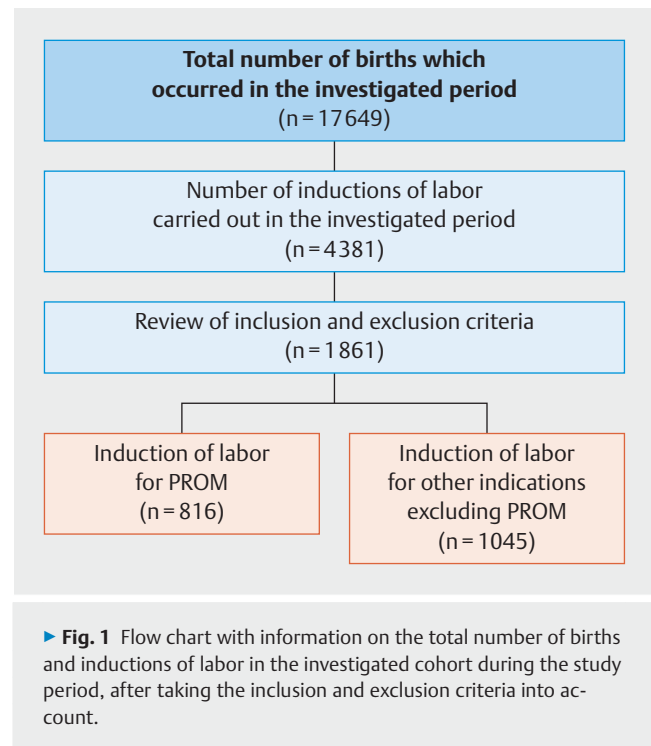 Total number of births which
occurred in the investigated period
(n = 17 649)
Number of inductions of labor
carried out in the investigated period
(n = 4381)
Review of inclusion and exclusion criteria
(n = 1861)
Induction of labor
for PROM
(n = 816)
Induction of labor
for other indications
excluding PROM
(n = 1045)
► Fig. 1 Flow chart with information on the total number of births
and inductions of labor in the investigated cohort during the study
period, after taking the inclusion and exclusion criteria into ac-
count.